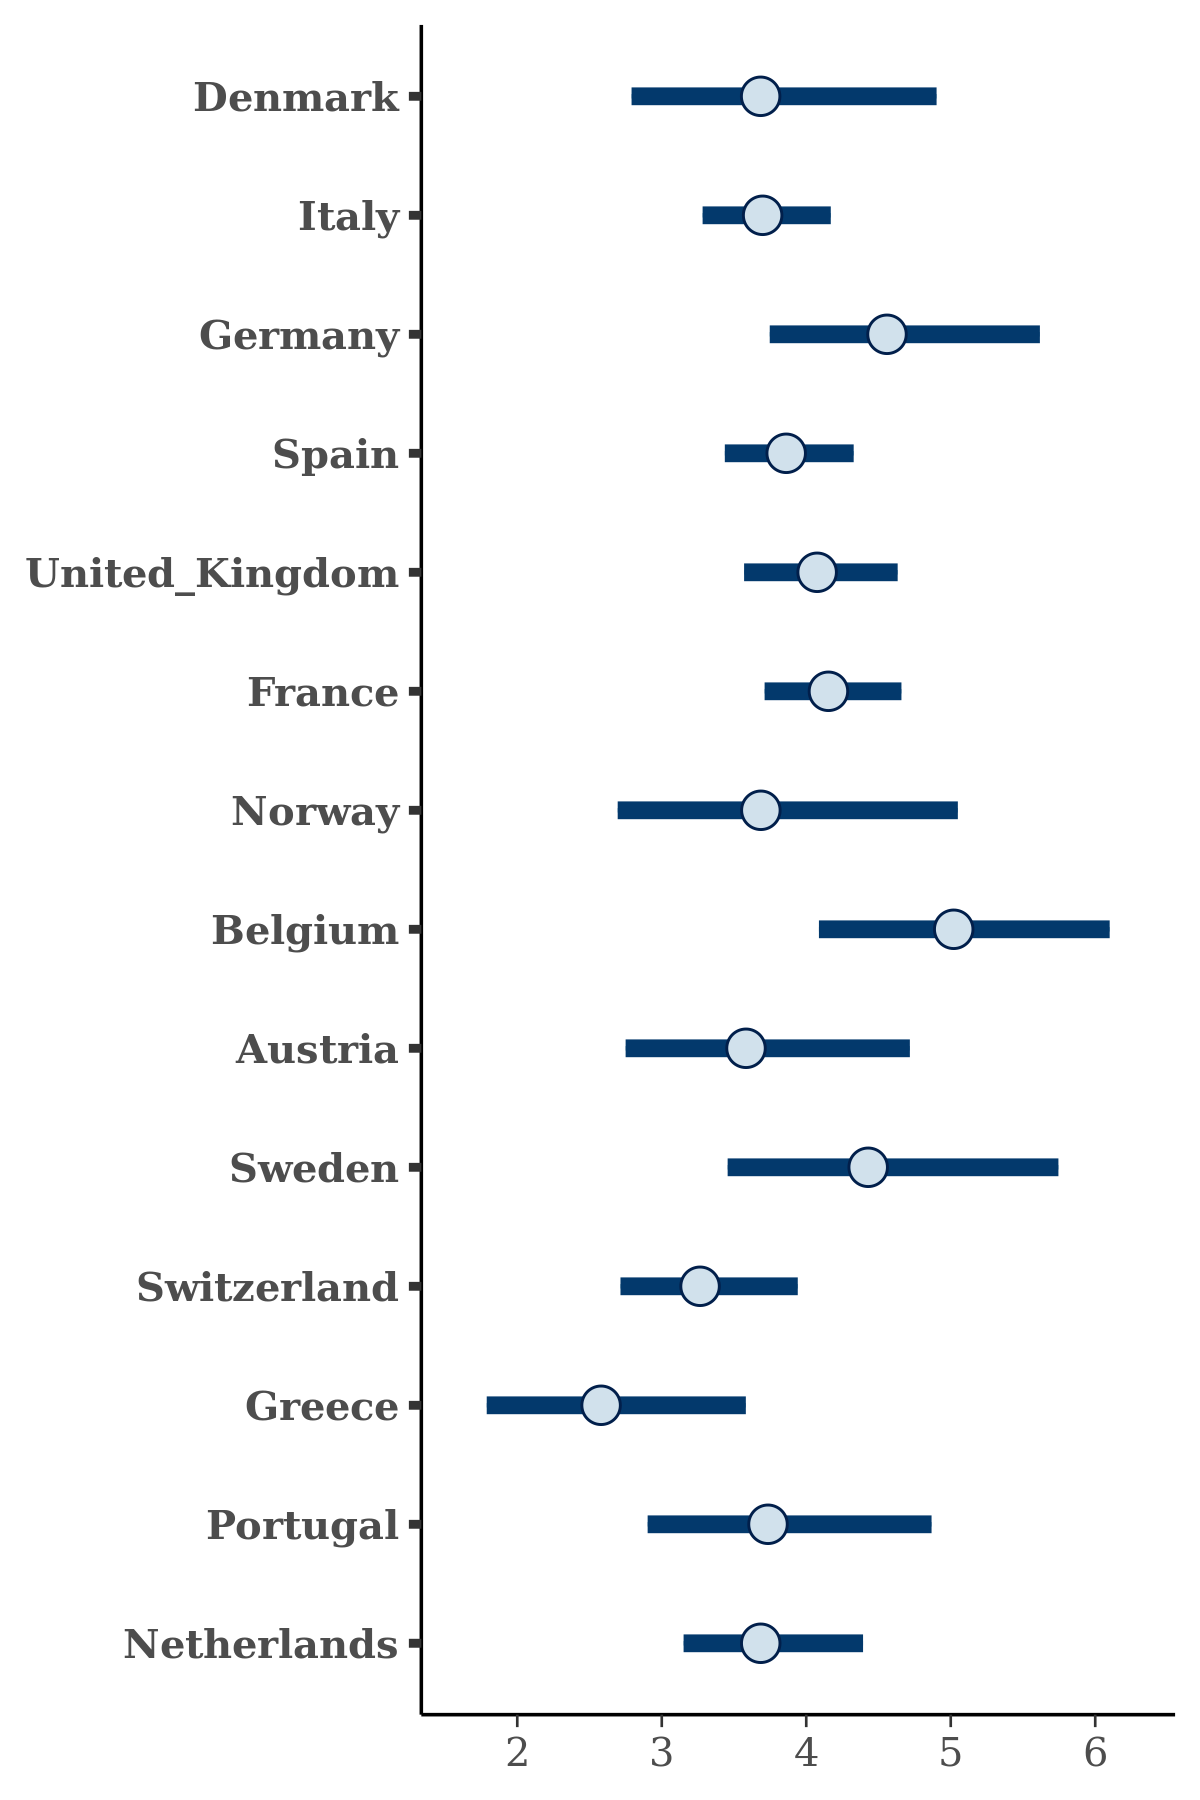 Denmark
Italy
Germany
Spain
United_Kingdom
France
Norway
Belgium
Austria
Sweden
Switzerland
Greece
Portugal
Netherlands
2 3 4 5 6